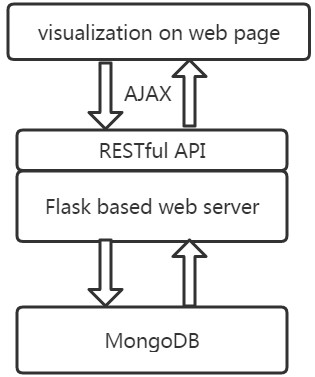 visualization on web page
AJAX
RESTful API
Flask based web server
MongoDB